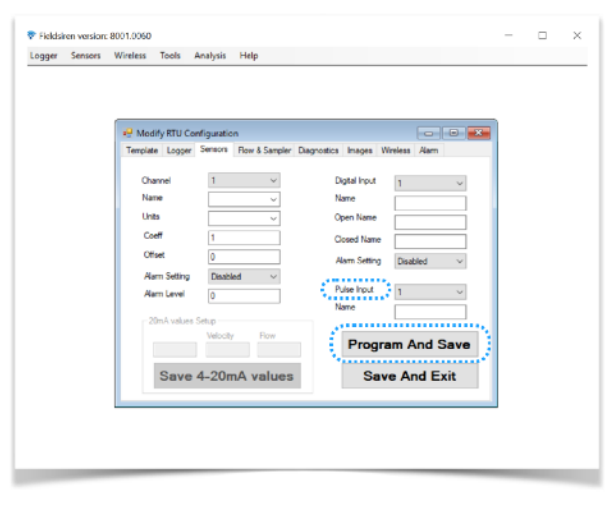 Fieldsiren version: 8001.0060
Logger Sensors Wireless Tools Analysis Help
Modify RTU Configuration
Template Logger Sensors Flow & Sampler Diagnostics Images Wireless Alarm
Channel 1
Name
Units
Coeff 1
Offset 0
Alarm Setting Disabled
Alarm Level 0
20mA values Setup
Velocity Flow
Save 4-20mA values
Digital Input 1
Name
Open Name
Closed Name
Alarm Setting Disabled
Pulse Input 1
Name
Program And Save
Save And Exit